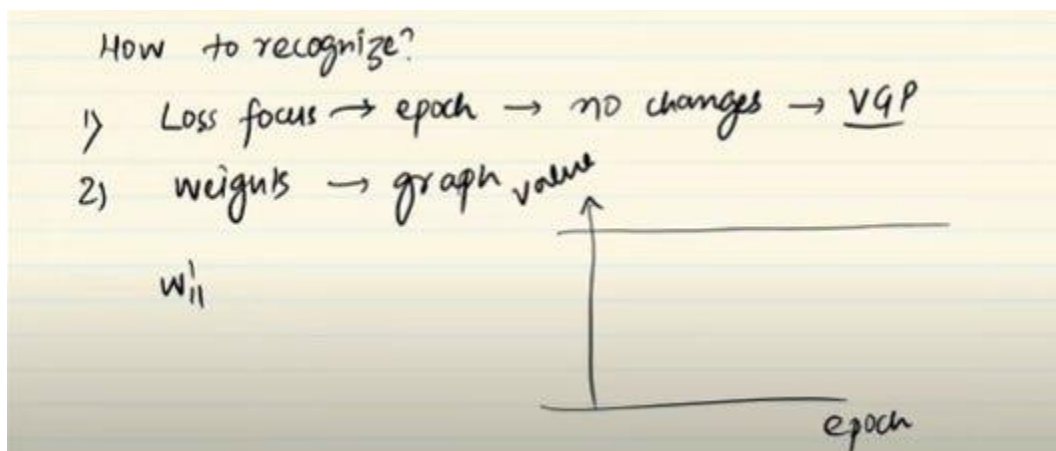 How to recognize?
1) Loss focus → epoch → no changes → VGP
2) weights → graph value
w¹₁₁
epoch